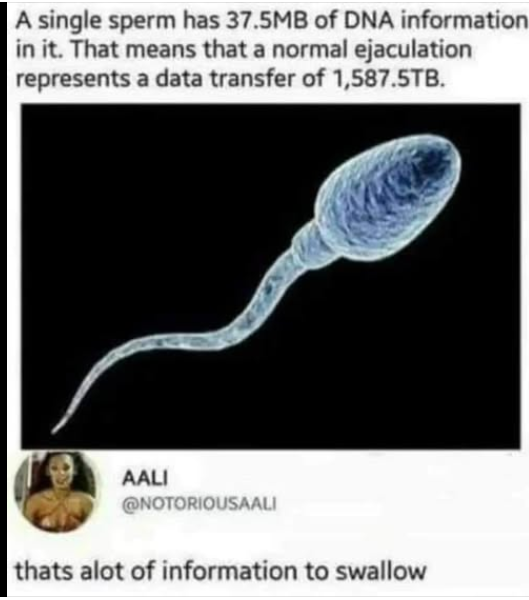 A single sperm has 37.5MB of DNA information
in it. That means that a normal ejaculation
represents a data transfer of 1,587.5TB.
AALI
@NOTORIOUSAALI
thats alot of information to swallow